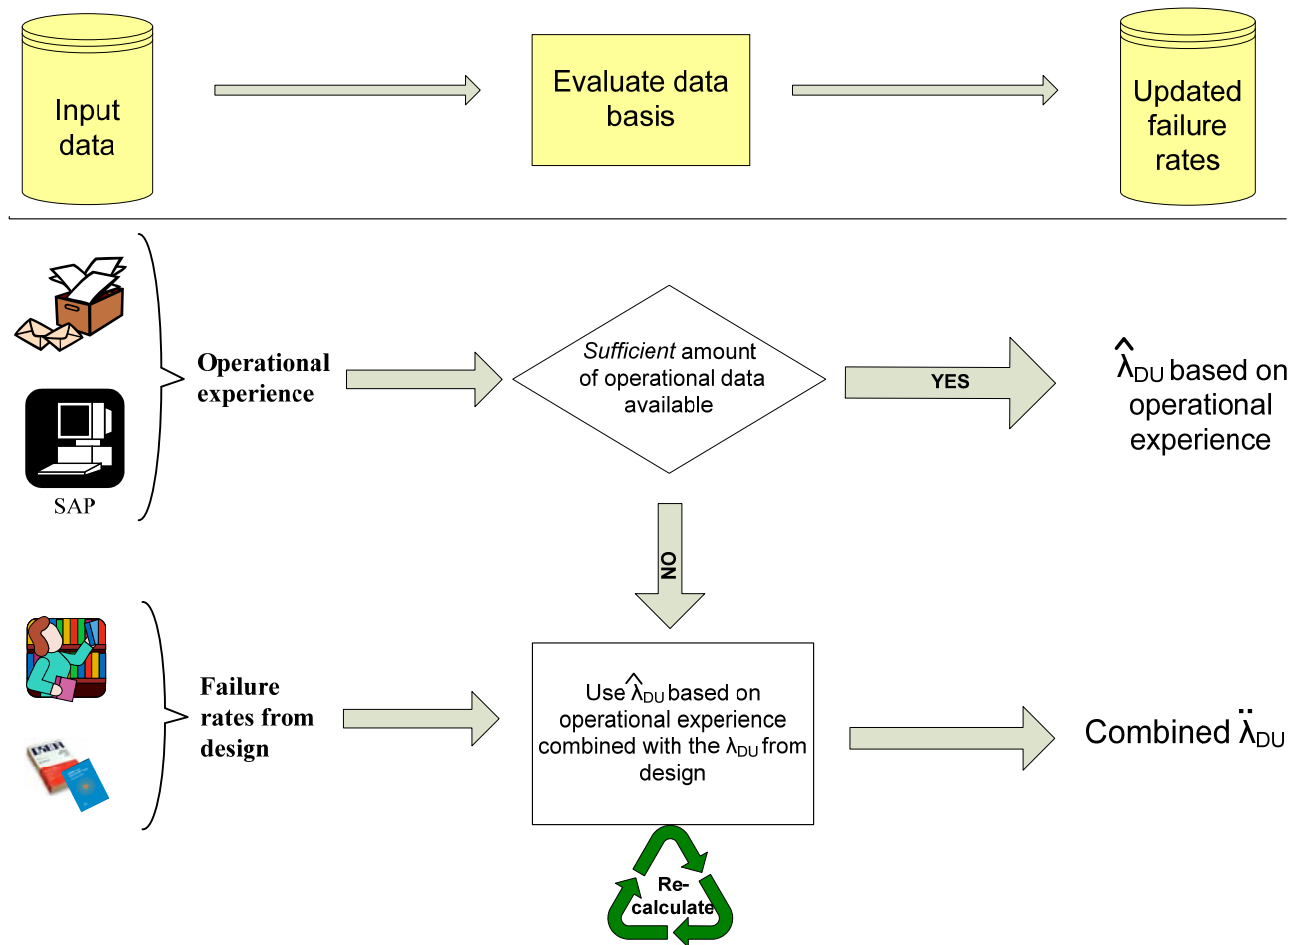 Input
data
Evaluate data
basis
Updated
failure
rates
Operational
experience
SAP
Sufficient amount
of operational data
available
YES
λ̂DU based on
operational
experience
NO
Failure
rates from
design
Use λ̂DU based on
operational experience
combined with the λDU from
design
Combined λ̈DU
Re-
calculate